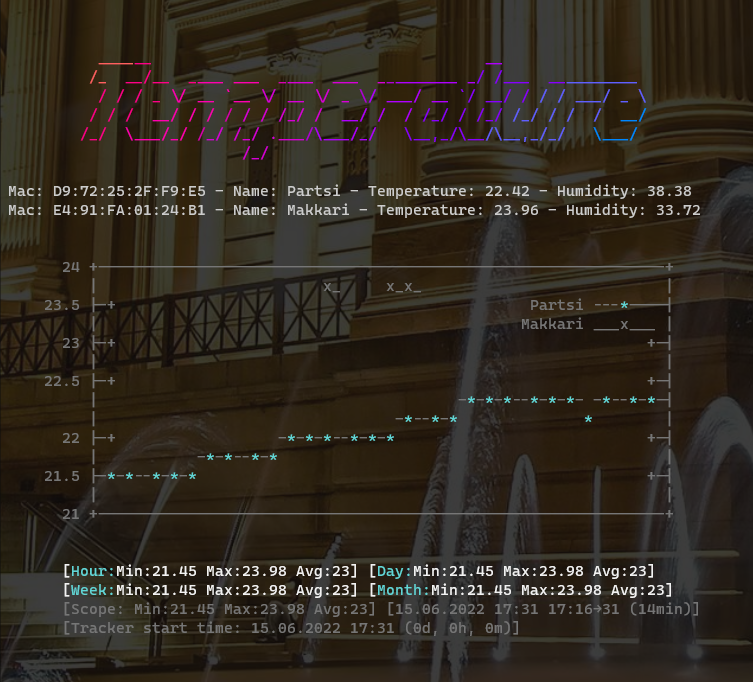 Temperature
Mac: D9:72:25:2F:F9:E5 - Name: Partsi - Temperature: 22.42 - Humidity: 38.38
Mac: E4:91:FA:01:24:B1 - Name: Makkari - Temperature: 23.96 - Humidity: 33.72
24
23.5
Partsi ---*---
Makkari ___x___
23
22.5
22
21.5
21
[Hour:Min:21.45 Max:23.98 Avg:23] [Day:Min:21.45 Max:23.98 Avg:23]
[Week:Min:21.45 Max:23.98 Avg:23] [Month:Min:21.45 Max:23.98 Avg:23]
[Scope: Min:21.45 Max:23.98 Avg:23] [15.06.2022 17:31 17:16→31 (14min)]
[Tracker start time: 15.06.2022 17:31 (0d, 0h, 0m)]